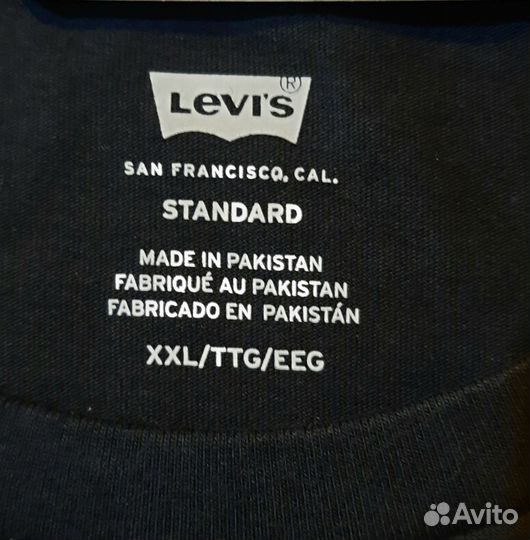 LEVI'S ®
SAN FRANCISCO, CAL.
STANDARD
MADE IN PAKISTAN
FABRIQUÉ AU PAKISTAN
FABRICADO EN PAKISTÁN
XXL/TTG/EEG
Avito